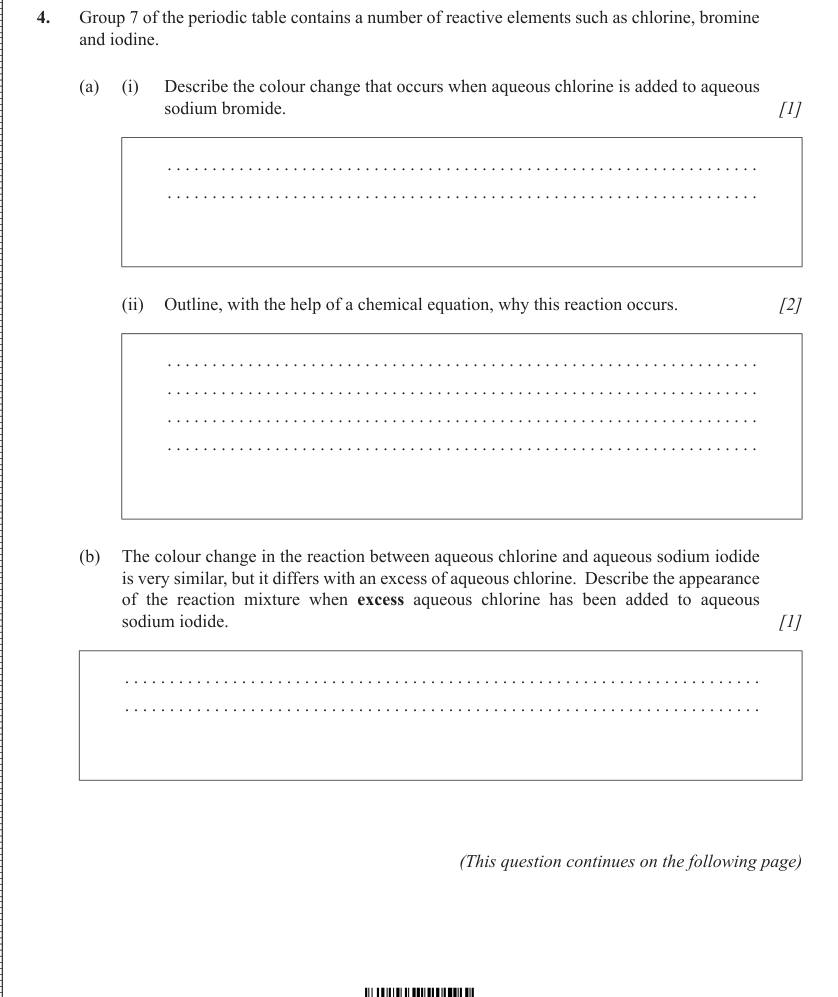 4. Group 7 of the periodic table contains a number of reactive elements such as chlorine, bromine
and iodine.
(a) (i) Describe the colour change that occurs when aqueous chlorine is added to aqueous
sodium bromide. [1]
(ii) Outline, with the help of a chemical equation, why this reaction occurs. [2]
(b) The colour change in the reaction between aqueous chlorine and aqueous sodium iodide
is very similar, but it differs with an excess of aqueous chlorine. Describe the appearance
of the reaction mixture when excess aqueous chlorine has been added to aqueous
sodium iodide. [1]
(This question continues on the following page)